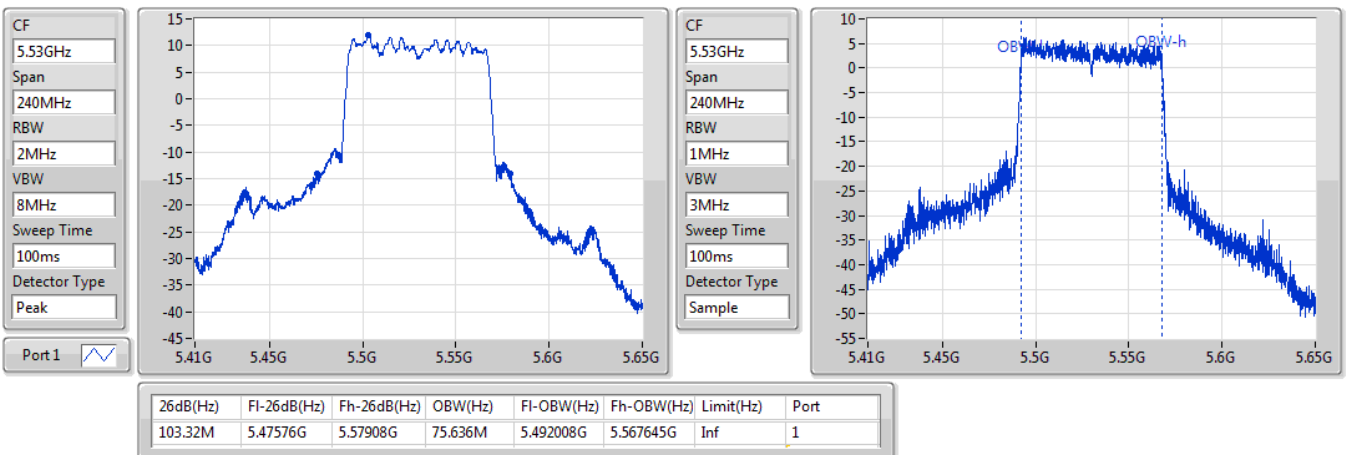 CF
5.53GHz
Span
240MHz
RBW
2MHz
VBW
8MHz
Sweep Time
100ms
Detector Type
Peak
Port 1
15
10
5
0
-5
-10
-15
-20
-25
-30
-35
-40
-45
5.41G 5.45G 5.5G 5.55G 5.6G 5.65G
CF
5.53GHz
Span
240MHz
RBW
1MHz
VBW
3MHz
Sweep Time
100ms
Detector Type
Sample
10
5
0
-5
-10
-15
-20
-25
-30
-35
-40
-45
-50
-55
OBW-h
5.41G 5.45G 5.5G 5.55G 5.6G 5.65G
26dB(Hz) Fl-26dB(Hz) Fh-26dB(Hz) OBW(Hz) Fl-OBW(Hz) Fh-OBW(Hz) Limit(Hz) Port
103.32M 5.47576G 5.57908G 75.636M 5.492008G 5.567645G Inf 1